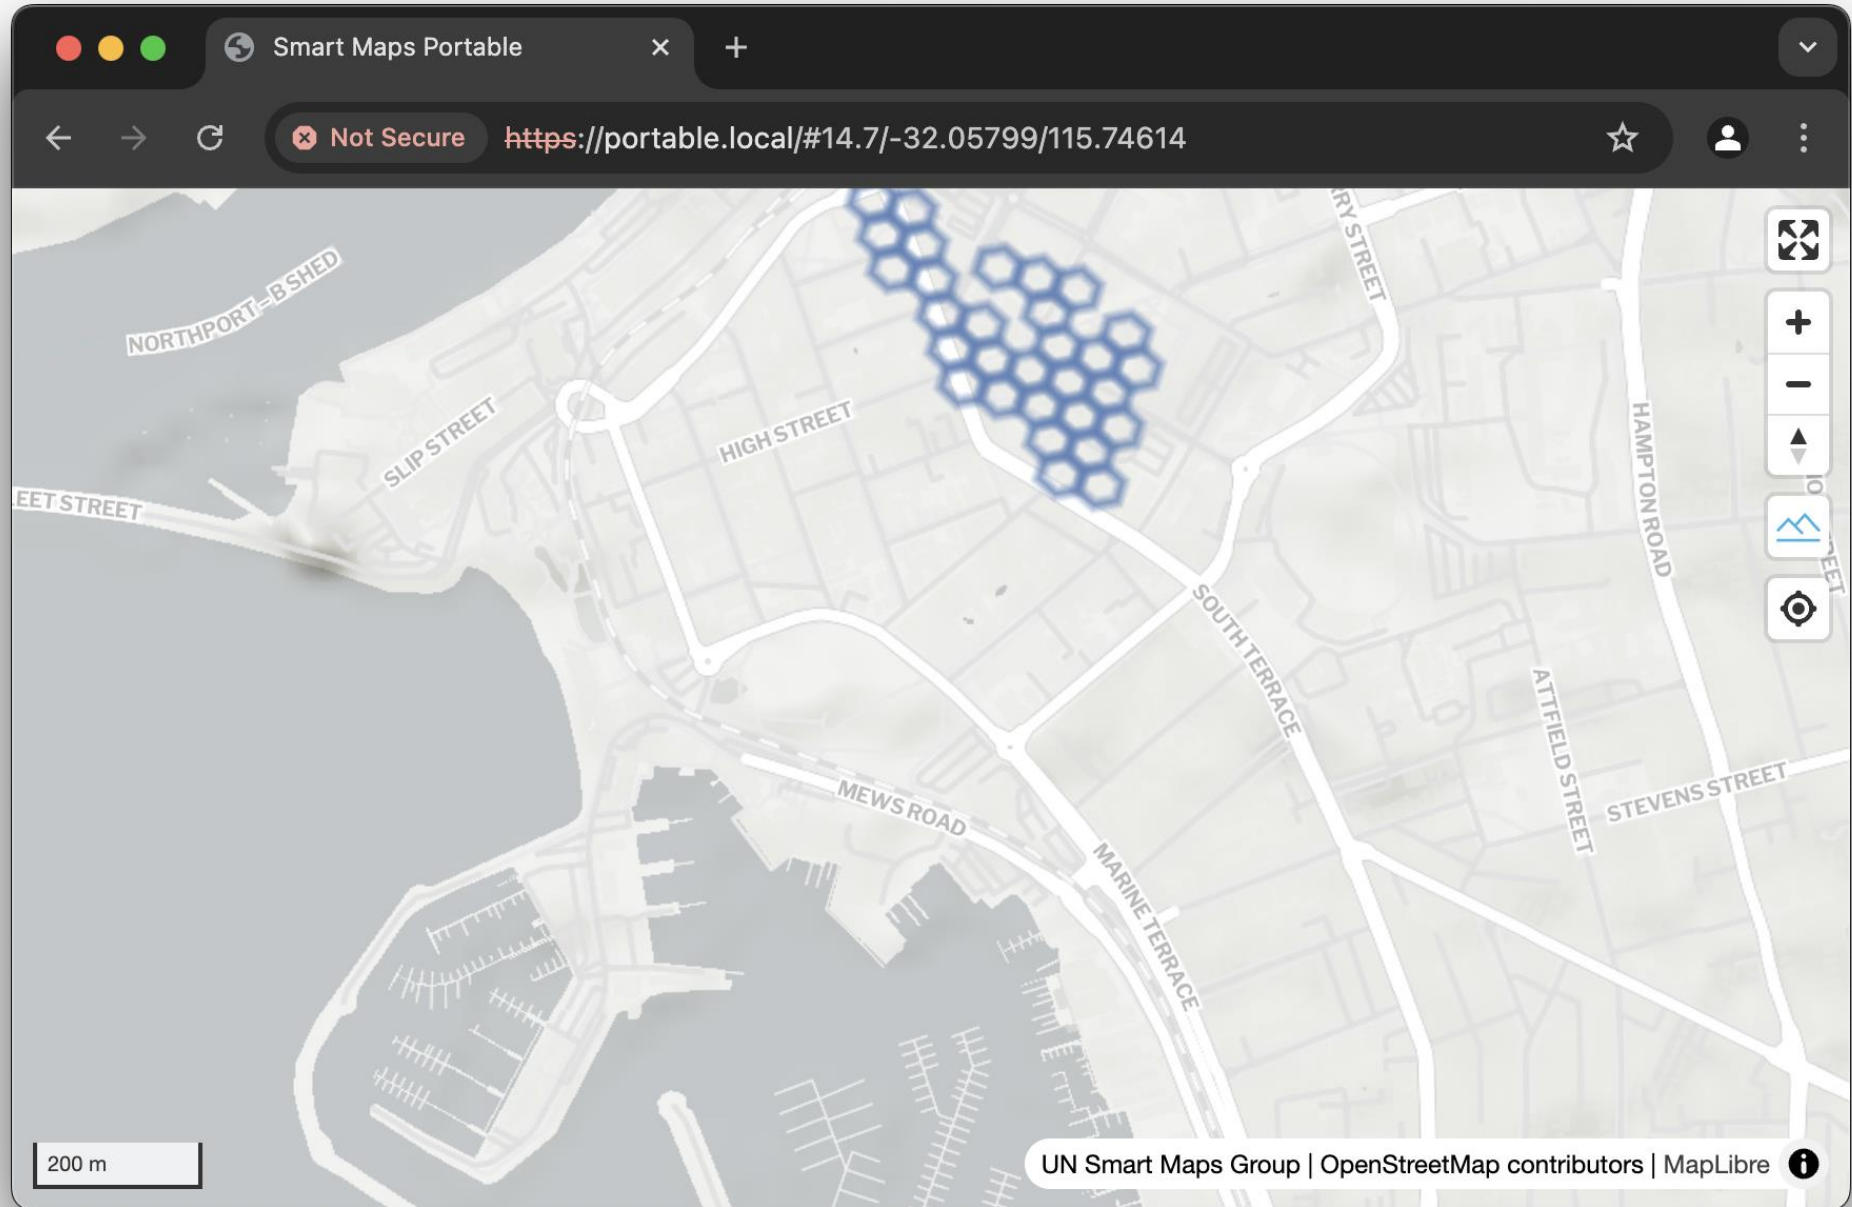 Smart Maps Portable
Not Secure https://portable.local/#14.7/-32.05799/115.74614
NORTHPORT – B SHED
SLIP STREET
EET STREET
HIGH STREET
RY STREET
HAMPTON ROAD
SOUTH TERRACE
ATTFIELD STREET
STEVENS STREET
MEWS ROAD
MARINE TERRACE
200 m
UN Smart Maps Group | OpenStreetMap contributors | MapLibre